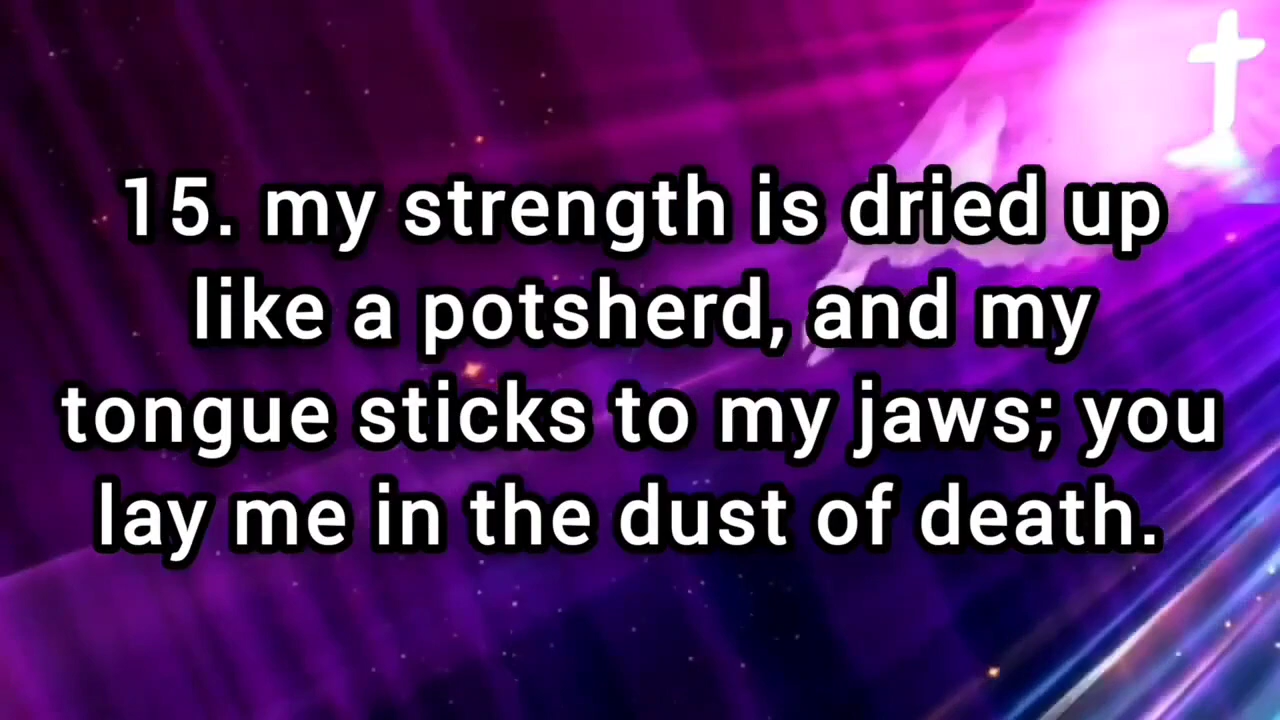 15. my strength is dried up
like a potsherd, and my
tongue sticks to my jaws; you
lay me in the dust of death.